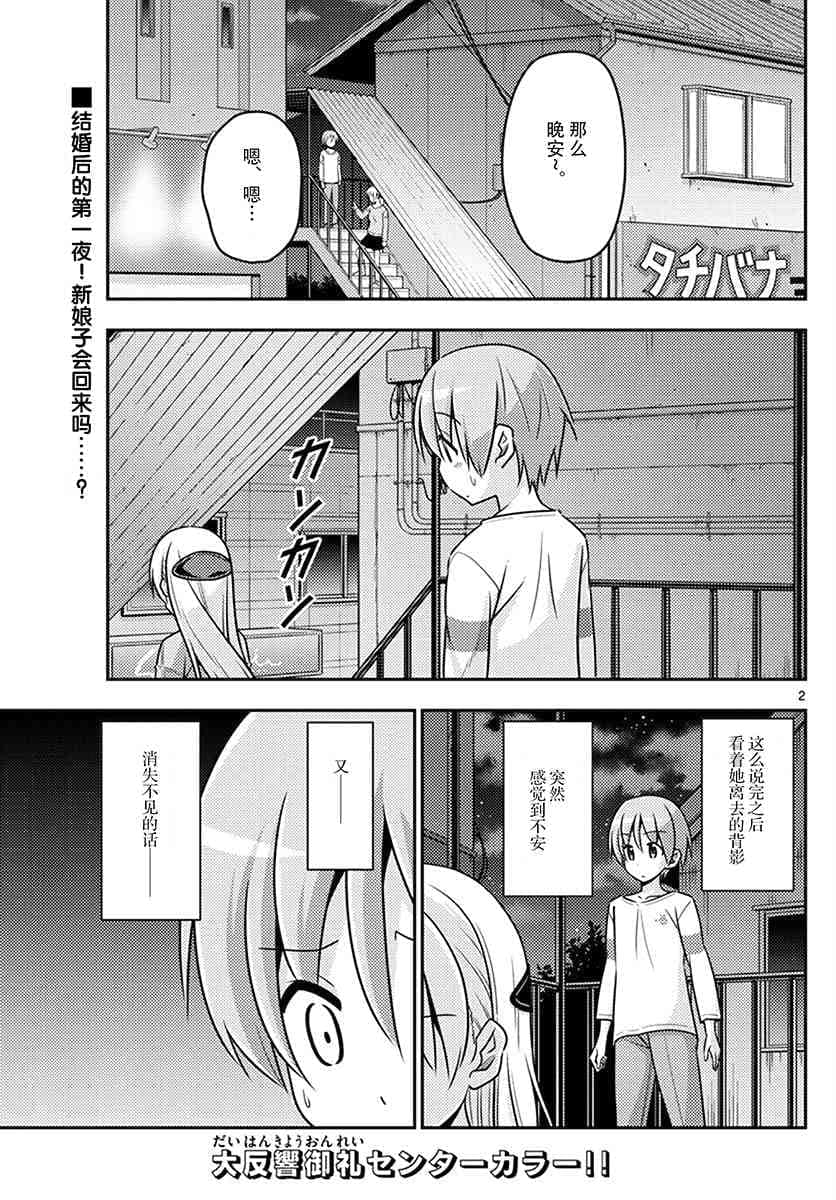 ■结婚后的第一夜！新娘子会回来吗……？
那么
晚安~。
嗯、嗯…
タチバナ
カンカン
2
这么说完之后
看着她离去的背影
突然
感觉到不安
又——
消失不见的话——
だいはんきょうおんれい
大反響御礼センターカラー!!